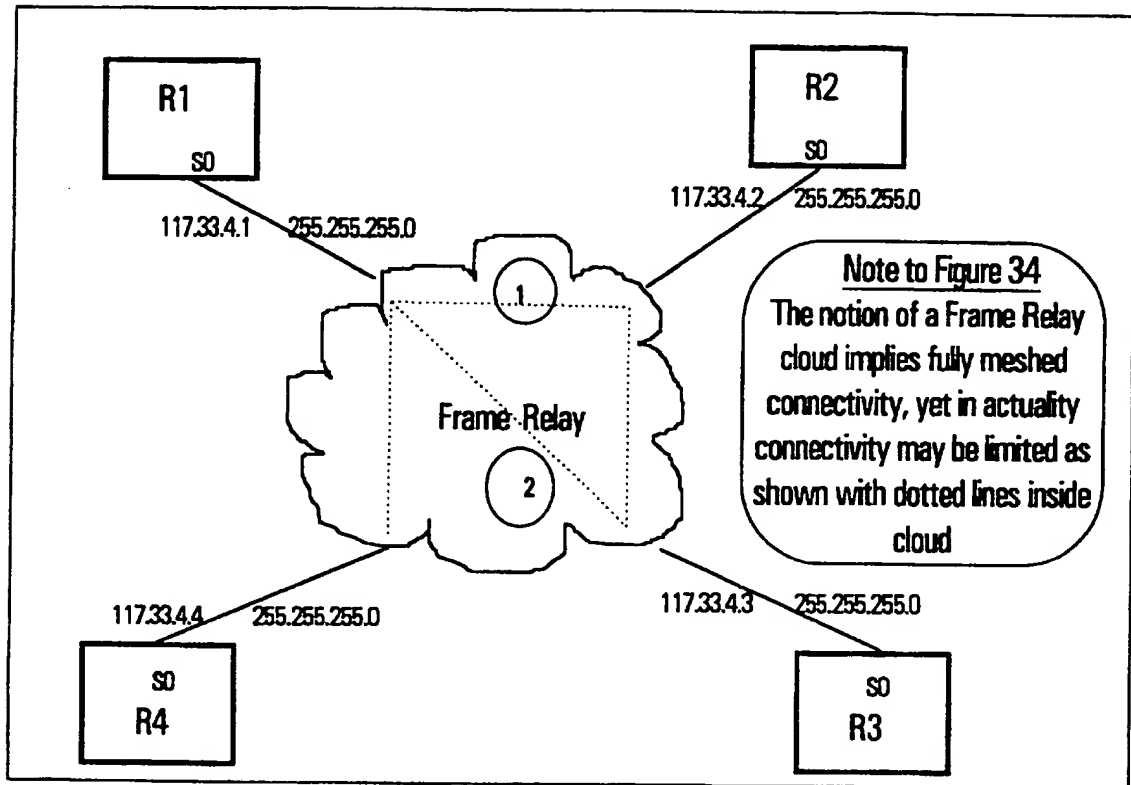 R1
S0
R2
S0
117.33.4.1 255.255.255.0
117.33.4.2 255.255.255.0
1
Note to Figure 34
The notion of a Frame Relay
cloud implies fully meshed
connectivity, yet in actuality
connectivity may be limited as
shown with dotted lines inside
cloud
Frame Relay
2
117.33.4.4 255.255.255.0
117.33.4.3 255.255.255.0
S0
R4
S0
R3